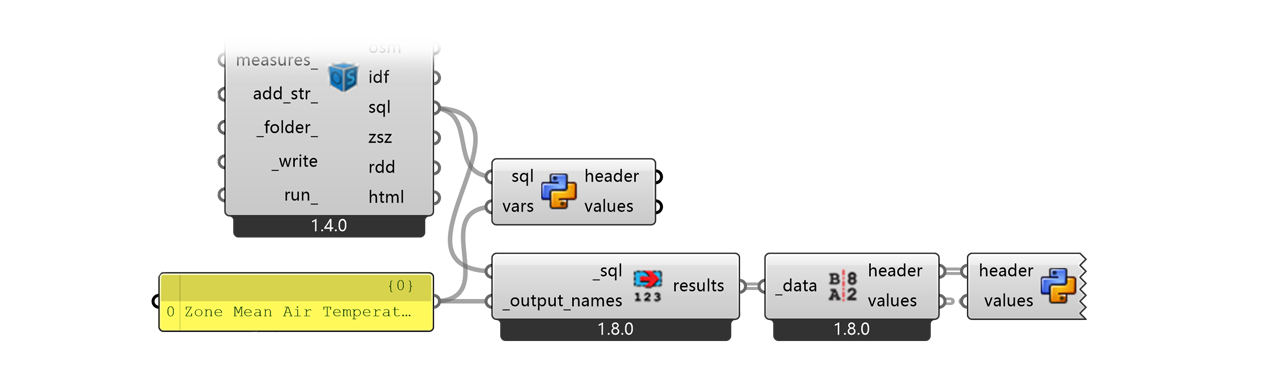 osm
measures_
idf
add_str_
sql
_folder_
zsz
_write
rdd
run_
html
1.4.0
sql
header
vars
values
{0}
0 Zone Mean Air Temperat…
_sql
results
_output_names
123
1.8.0
_data
B 8
A 2
header
values
1.8.0
header
values